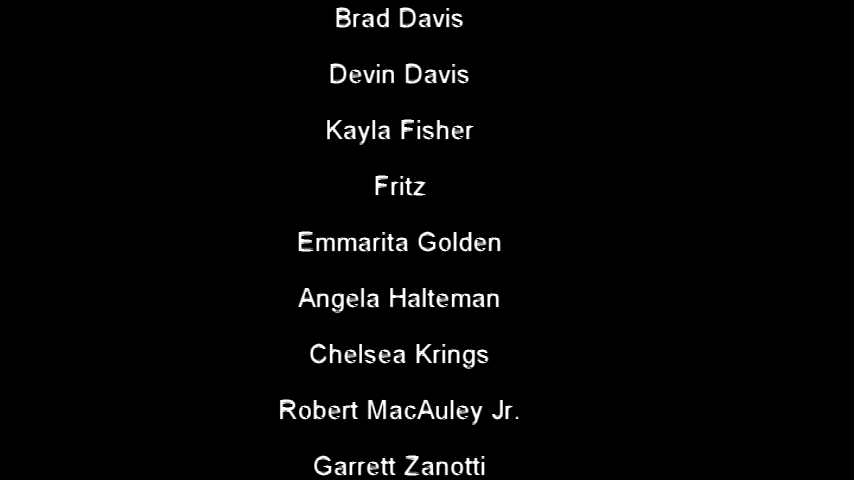 Brad Davis
Devin Davis
Kayla Fisher
Fritz
Emmarita Golden
Angela Halteman
Chelsea Krings
Robert MacAuley Jr.
Garrett Zanotti